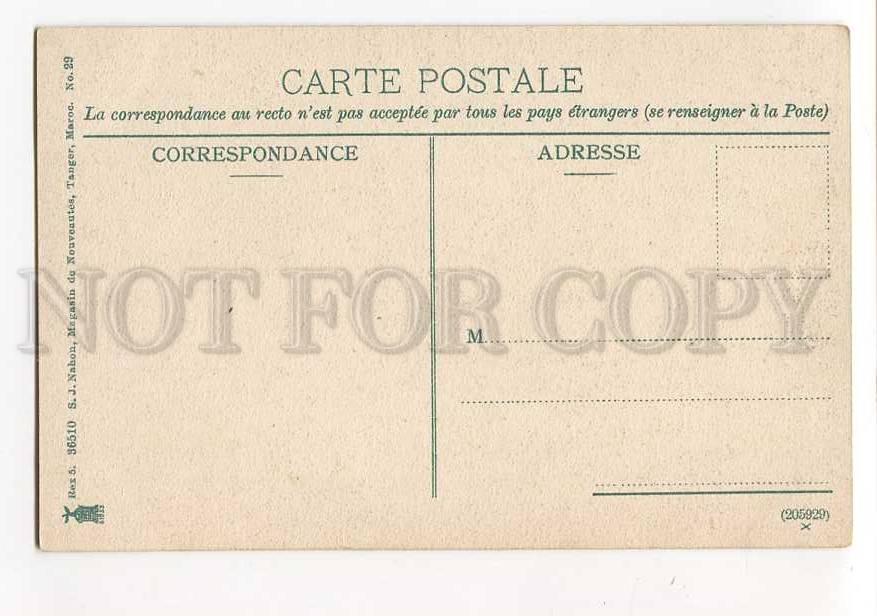 CARTE POSTALE
La correspondance au recto n'est pas acceptée par tous les pays étrangers (se renseigner à la Poste)
CORRESPONDANCE
ADRESSE
M
(205929)
x
Rex 5. 36510 S. J. Nahon, Magasin de Nouveautés, Tanger, Maroc. No. 29
NOT FOR COPY